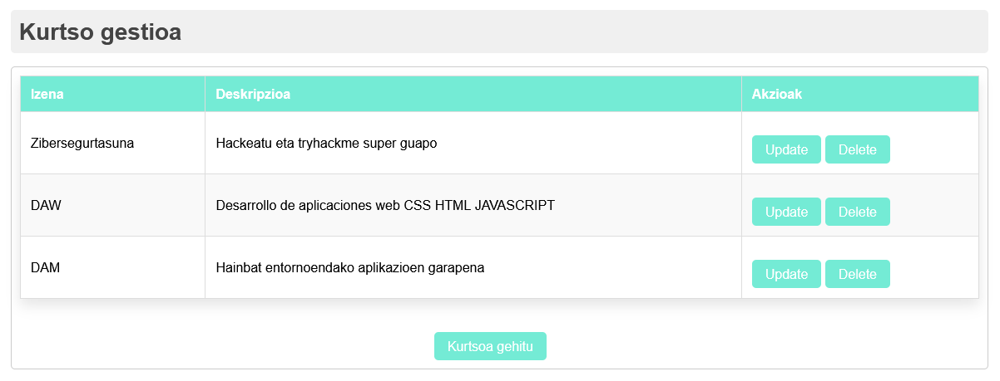 Kurtso gestioa
Izena Deskripzioa Akzioak
Zibersegurtasuna Hackeatu eta tryhackme super guapo Update Delete
DAW Desarrollo de aplicaciones web CSS HTML JAVASCRIPT Update Delete
DAM Hainbat entornoendako aplikazioen garapena Update Delete
Kurtsoa gehitu